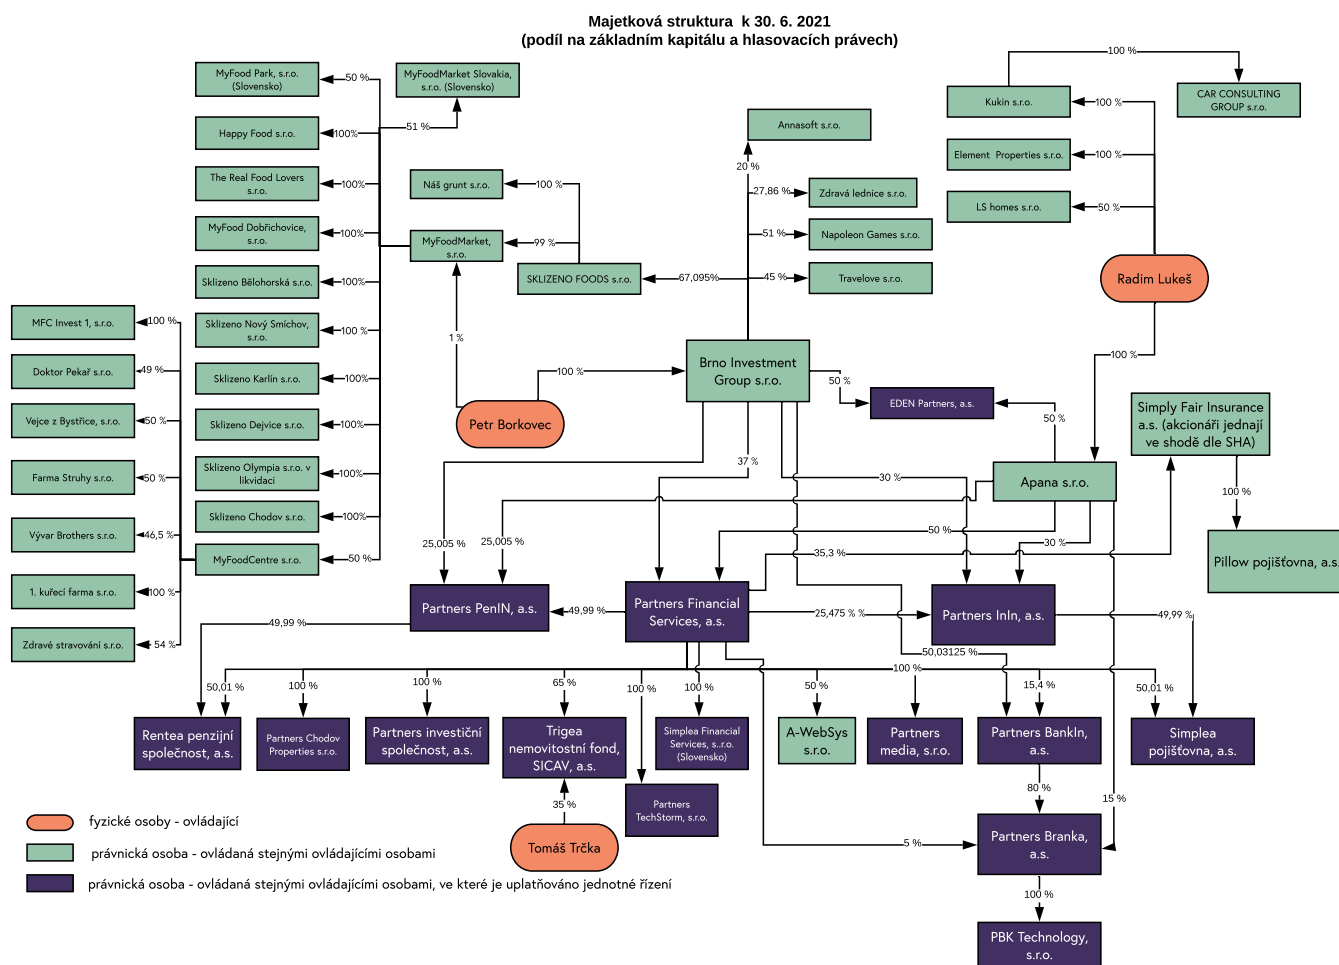 Majetková struktura  k 30. 6. 2021
(podíl na základním kapitálu a hlasovacích právech)
100 %
MyFood Park, s.r.o.
(Slovensko)
50 %
MyFoodMarket Slovakia,
s.r.o. (Slovensko)
Kukin s.r.o.
100 %
CAR CONSULTING
GROUP s.r.o.
Happy Food s.r.o.
100%
51 %
Annasoft s.r.o.
Element  Properties s.r.o.
100 %
20 %
The Real Food Lovers
s.r.o.
100%
Náš grunt s.r.o.
100 %
27,86 %
Zdravá lednice s.r.o.
LS homes s.r.o.
50 %
MyFood Dobřichovice,
s.r.o.
100%
MyFoodMarket,
s.r.o.
99 %
51 %
Napoleon Games s.r.o.
Sklizeno Bělohorská s.r.o.
100%
SKLIZENO FOODS s.r.o.
67,095%
45 %
Travelove s.r.o.
Radim Lukeš
MFC Invest 1, s.r.o.
100 %
Sklizeno Nový Smíchov,
s.r.o.
100 %
1 %
100 %
Doktor Pekař s.r.o.
49 %
Sklizeno Karlín s.r.o.
100%
100 %
Brno Investment
Group s.r.o.
50 %
EDEN Partners, a.s.
50 %
Vejce z Bystřice, s.r.o.
50 %
Sklizeno Dejvice s.r.o.
100%
Petr Borkovec
Simply Fair Insurance
a.s. (akcionáři jednají
ve shodě dle SHA)
Farma Struhy s.r.o.
50 %
Sklizeno Olympia s.r.o. v
likvidaci
100%
37 %
30 %
Apana s.r.o.
100 %
Sklizeno Chodov s.r.o.
100%
Vývar Brothers s.r.o.
46,5 %
MyFoodCentre s.r.o.
50 %
25,005 %
25,005 %
50 %
30 %
35,3 %
Pillow pojišťovna, a.s.
1. kuřecí farma s.r.o.
100 %
Partners PenIN, a.s.
49,99 %
Partners Financial
Services, a.s.
25,475 % %
Partners InIn, a.s.
49,99 %
Zdravé stravování s.r.o.
54 %
49,99 %
50,03125 %
50,01 %
100 %
100 %
65 %
100 %
100 %
50 %
100 %
15,4 %
50,01 %
Rentea penzijní
společnost, a.s.
Partners Chodov
Properties s.r.o.
Partners investiční
společnost, a.s.
Trigea
nemovitostní fond,
SICAV, a.s.
Simplea Financial
Services, s..r.o.
(Slovensko)
A-WebSys
s.r.o.
Partners
media, s.r.o.
Partners BankIn,
a.s.
Simplea
pojišťovna, a.s.
80 %
15 %
35 %
Partners
TechStorm, s.r.o.
fyzické osoby - ovládající
Tomáš Trčka
5 %
Partners Branka,
a.s.
právnická osoba - ovládaná stejnými ovládajícími osobami
právnická osoba - ovládaná stejnými ovládajícími osobami, ve které je uplatňováno jednotné řízení
100 %
PBK Technology,
s.r.o.